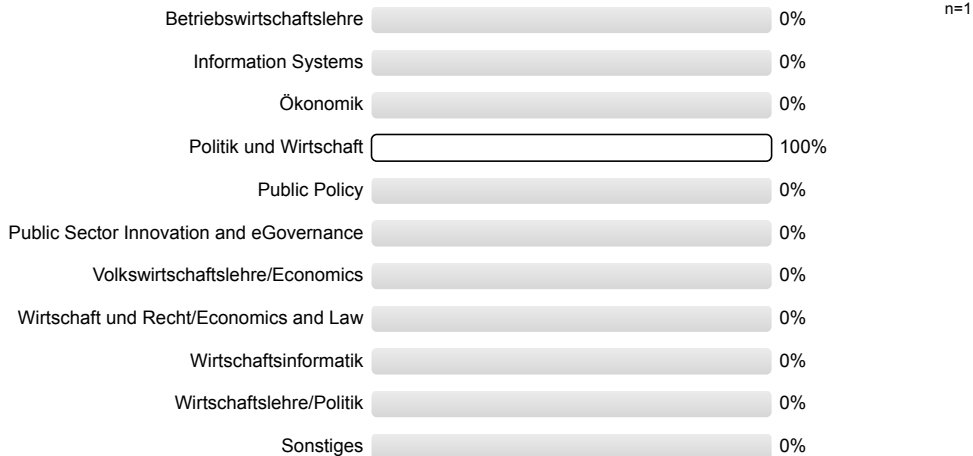 Betriebswirtschaftslehre 0% n=1
Information Systems 0%
Ökonomik 0%
Politik und Wirtschaft 100%
Public Policy 0%
Public Sector Innovation and eGovernance 0%
Volkswirtschaftslehre/Economics 0%
Wirtschaft und Recht/Economics and Law 0%
Wirtschaftsinformatik 0%
Wirtschaftslehre/Politik 0%
Sonstiges 0%